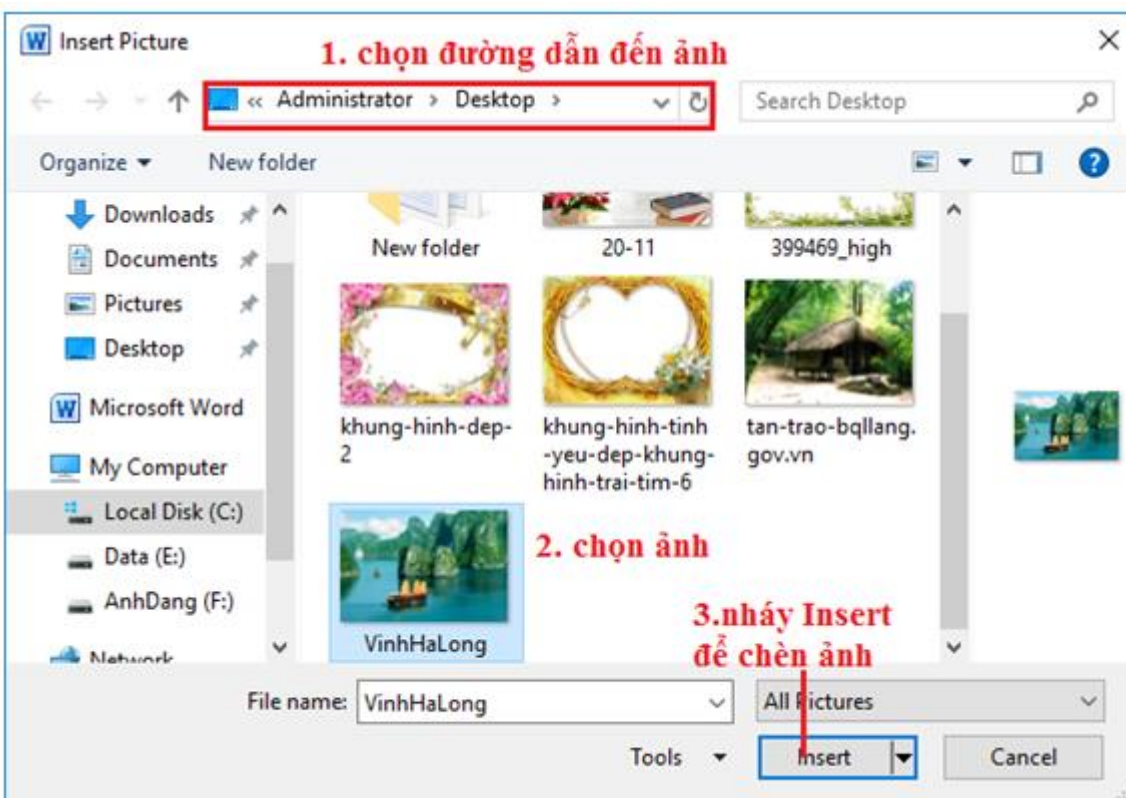 Insert Picture
1. chọn đường dẫn đến ảnh
« Administrator > Desktop >
Search Desktop
Organize
New folder
Downloads
Documents
Pictures
Desktop
Microsoft Word
My Computer
Local Disk (C:)
Data (E:)
AnhDang (F:)
Network
New folder
20-11
399469_high
khung-hinh-dep-
2
khung-hinh-tinh
-yeu-dep-khung-
hinh-trai-tim-6
tan-trao-bqllang.
gov.vn
VinhHaLong
2. chọn ảnh
3.nháy Insert
để chèn ảnh
File name:
VinhHaLong
All Pictures
Tools
Insert
Cancel